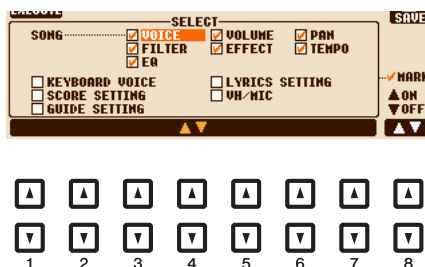 EXECUTE
SELECT
SAVE
SONG VOICE VOLUME PAN
FILTER EFFECT TEMPO
EQ
KEYBOARD VOICE LYRICS SETTING
MARK
SCORE SETTING VH/MIC
▲ON
GUIDE SETTING
▼OFF
1 2 3 4 5 6 7 8